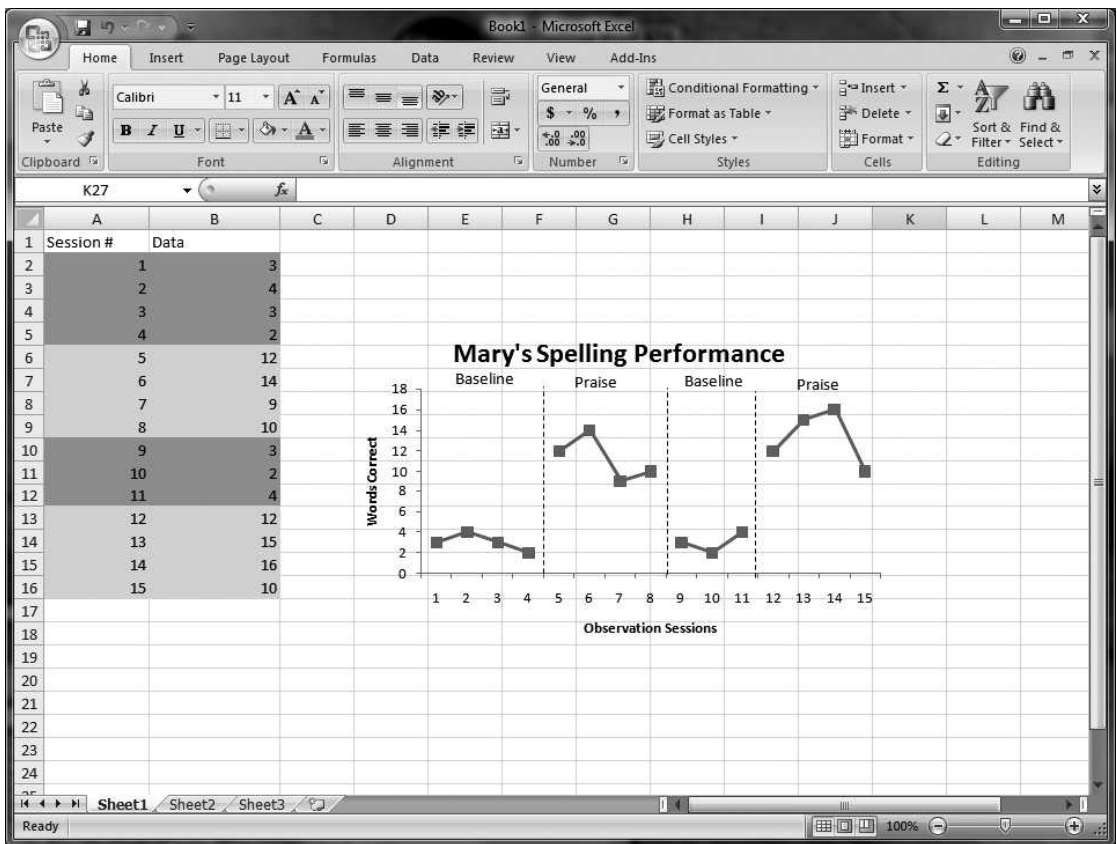 Book1 - Microsoft Excel
Home Insert Page Layout Formulas Data Review View Add-Ins
Calibri 11 A A General Conditional Formatting Insert Σ
Paste $ % , Format as Table Delete Sort & Find &
B I U A .0 .00 .00 .0 Cell Styles Format Filter Select
Clipboard Font Alignment Number Styles Cells Editing
K27 fx
A B C D E F G H I J K L M
1 Session # Data
2 1 3
3 2 4
4 3 3
5 4 2
6 5 12
7 6 14
8 7 9
9 8 10
10 9 3
11 10 2
12 11 4
13 12 12
14 13 15
15 14 16
16 15 10
17
18
19
20
21
22
23
24
Mary's Spelling Performance
Baseline Praise Baseline Praise
Words Correct
18
16
14
12
10
8
6
4
2
0
1 2 3 4 5 6 7 8 9 10 11 12 13 14 15
Observation Sessions
Sheet1 Sheet2 Sheet3
Ready 100%